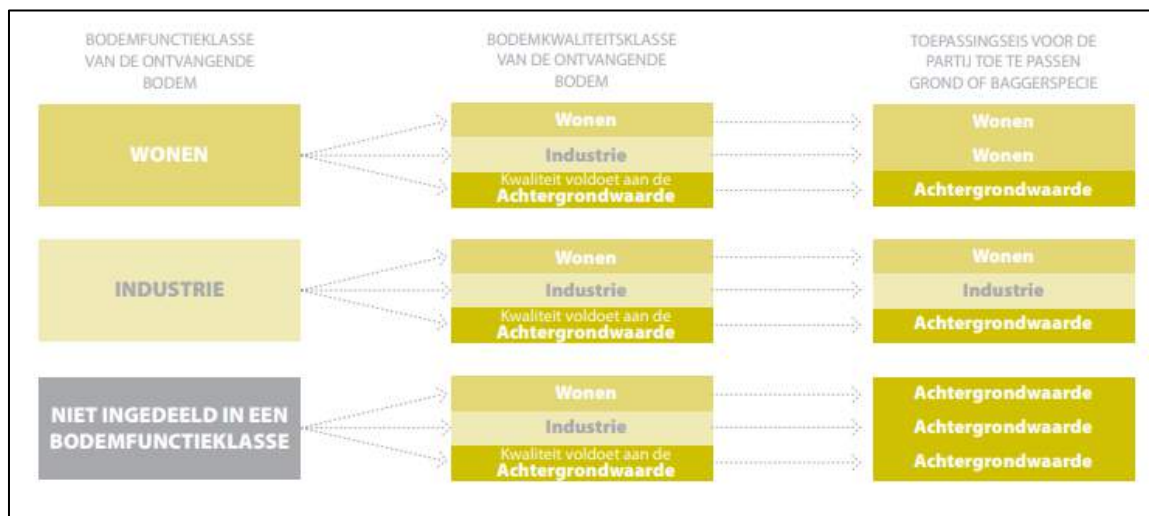 BODEMFUNCTIEKLASSE
VAN DE ONTVANGENDE
BODEM
BODEMKWALITEITSKLASSE
VAN DE ONTVANGENDE
BODEM
TOEPASSINGSEIS VOOR DE
PARTIJ TOE TE PASSEN
GROND OF BAGGERSPECIE
WONEN
Wonen
Industrie
Kwaliteit voldoet aan de
Achtergrondwaarde
Wonen
Wonen
Achtergrondwaarde
INDUSTRIE
Wonen
Industrie
Kwaliteit voldoet aan de
Achtergrondwaarde
Wonen
Industrie
Achtergrondwaarde
NIET INGEDEELD IN EEN
BODEMFUNCTIEKLASSE
Wonen
Industrie
Kwaliteit voldoet aan de
Achtergrondwaarde
Achtergrondwaarde
Achtergrondwaarde
Achtergrondwaarde